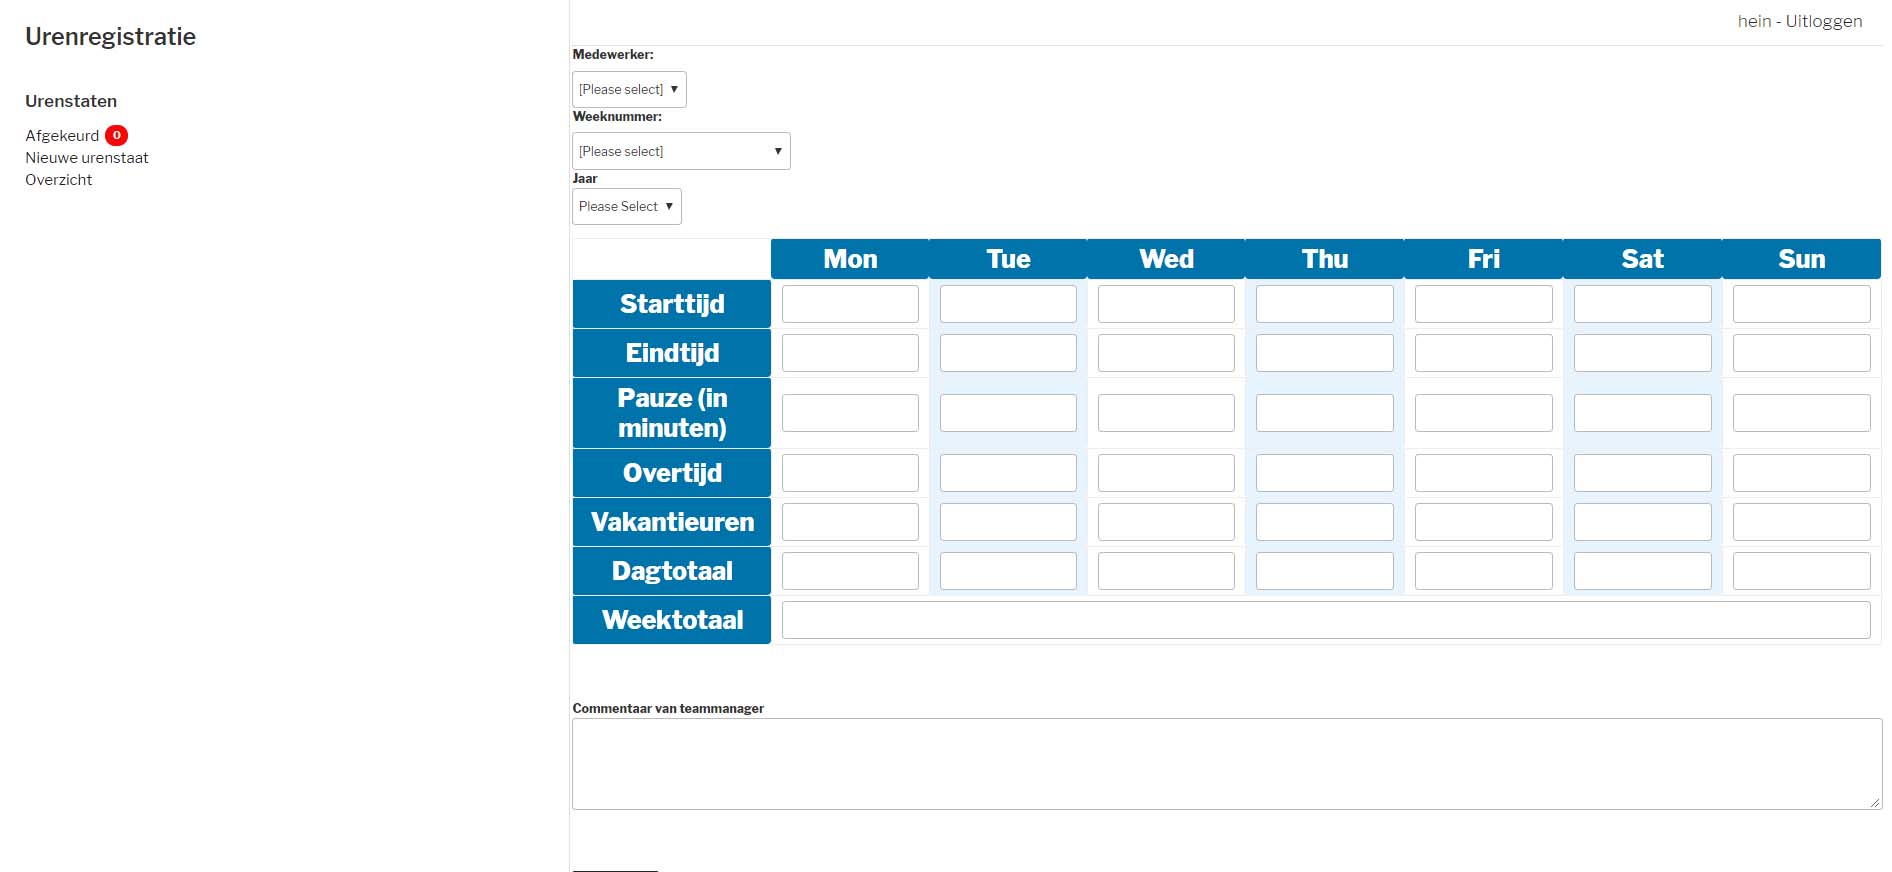 Urenregistratie
hein - Uitloggen
Urenstaten
Afgekeurd 0
Nieuwe urenstaat
Overzicht
Medewerker:
[Please select]
Weeknummer:
[Please select]
Jaar
Please Select
Mon Tue Wed Thu Fri Sat Sun
Starttijd
Eindtijd
Pauze (in
minuten)
Overtijd
Vakantieuren
Dagtotaal
Weektotaal
Commentaar van teammanager